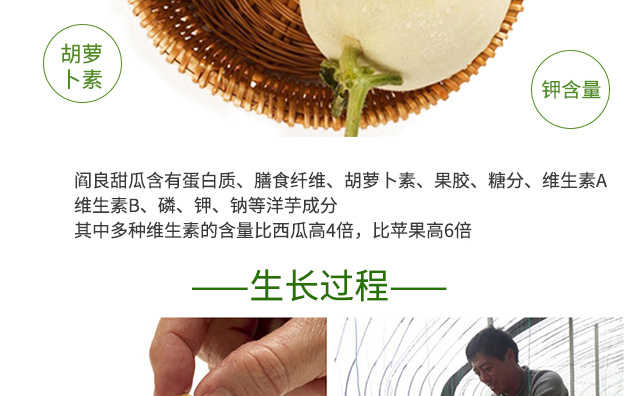 胡萝
卜素
钾含量
阎良甜瓜含有蛋白质、膳食纤维、胡萝卜素、果胶、糖分、维生素A
维生素B、磷、钾、钠等洋芋成分
其中多种维生素的含量比西瓜高4倍，比苹果高6倍
生长过程